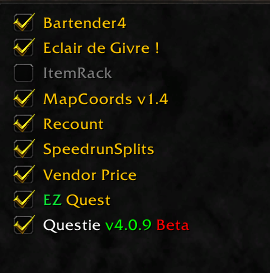 Bartender4
Eclair de Givre !
ItemRack
MapCoords v1.4
Recount
SpeedrunSplits
Vendor Price
EZ Quest
Questie v4.0.9 Beta